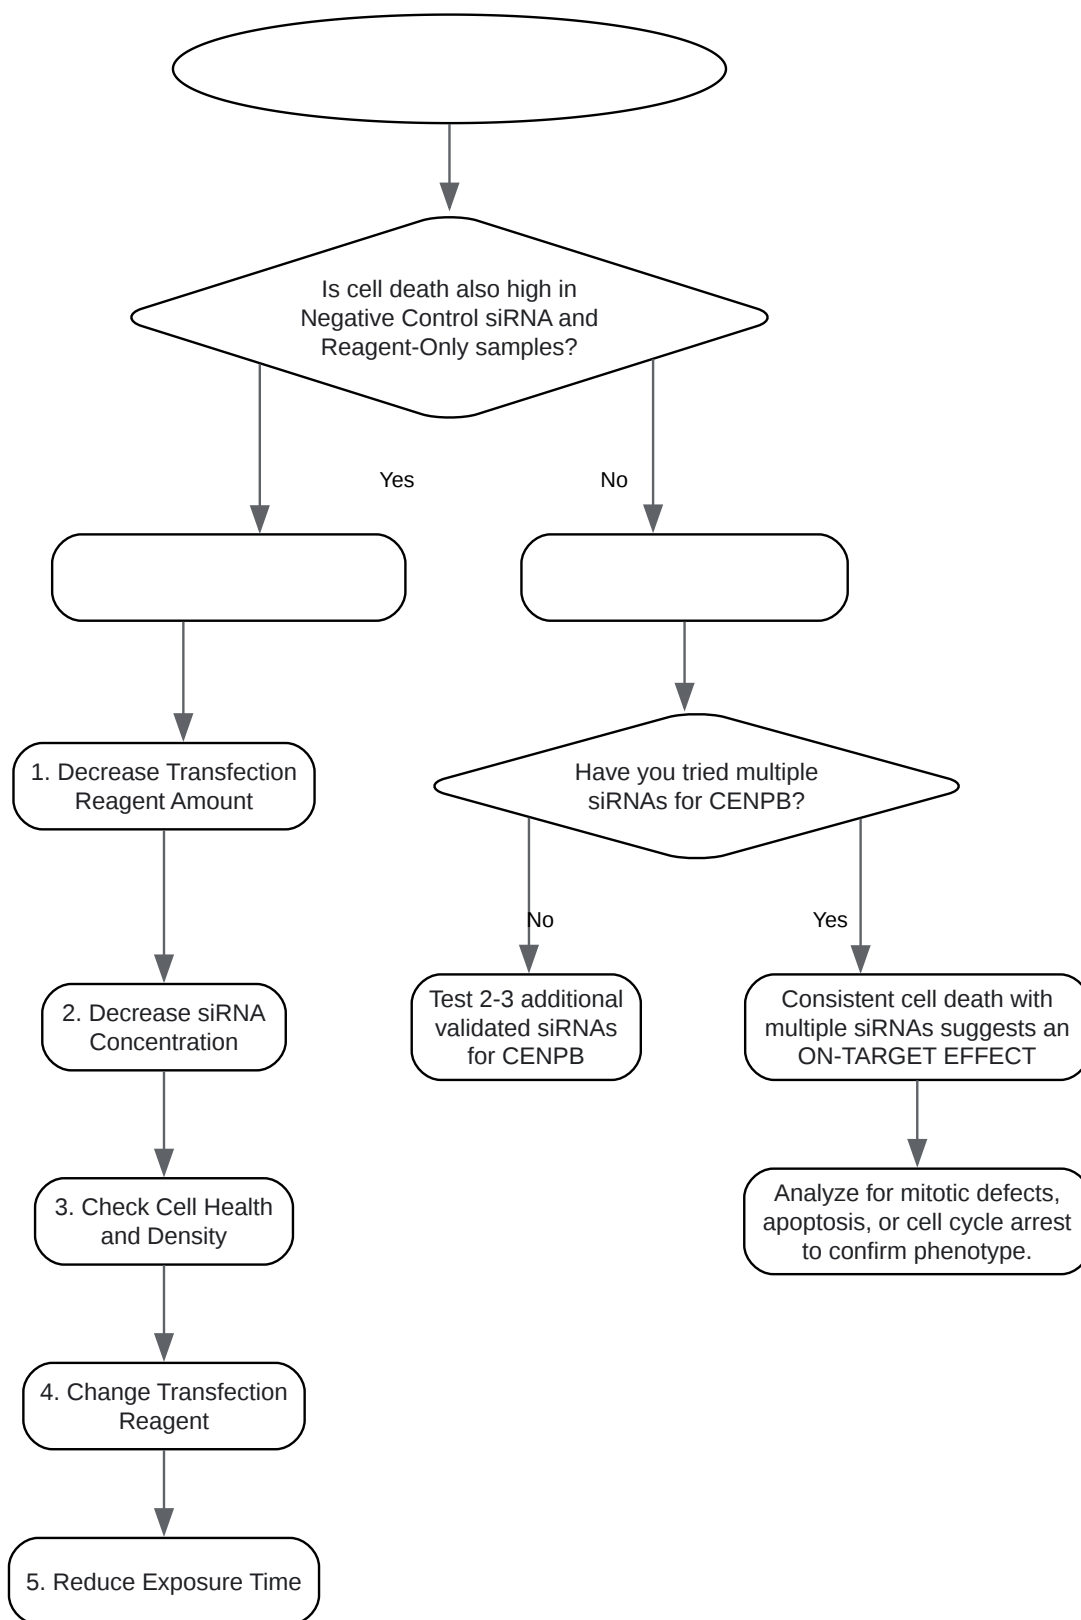 Is cell death also high in
Negative Control siRNA and
Reagent-Only samples?
Yes
No
1. Decrease Transfection
Reagent Amount
Have you tried multiple
siRNAs for CENPB?
No
Yes
2. Decrease siRNA
Concentration
Test 2-3 additional
validated siRNAs
for CENPB
Consistent cell death with
multiple siRNAs suggests an
ON-TARGET EFFECT
3. Check Cell Health
and Density
Analyze for mitotic defects,
apoptosis, or cell cycle arrest
to confirm phenotype.
4. Change Transfection
Reagent
5. Reduce Exposure Time